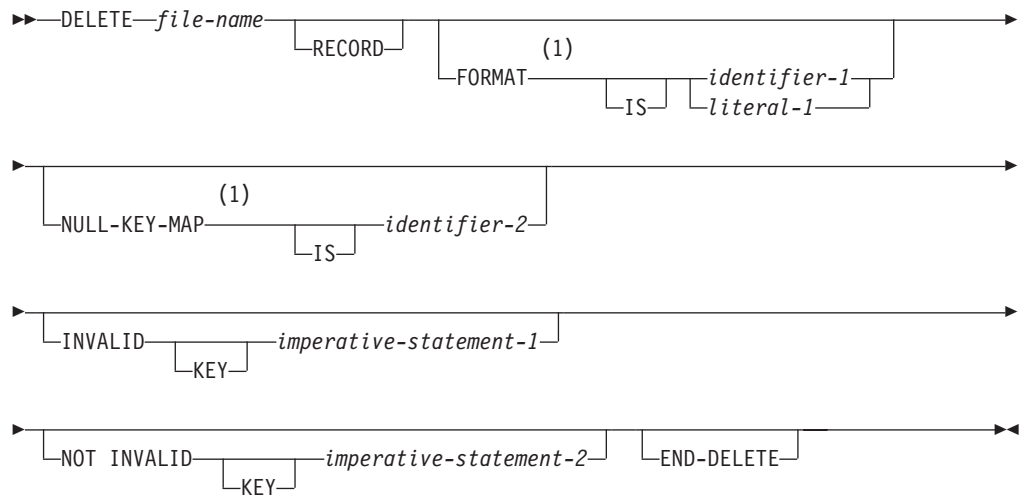 DELETE file-name RECORD FORMAT (1) IS identifier-1 literal-1
NULL-KEY-MAP (1) IS identifier-2
INVALID KEY imperative-statement-1
NOT INVALID KEY imperative-statement-2 END-DELETE